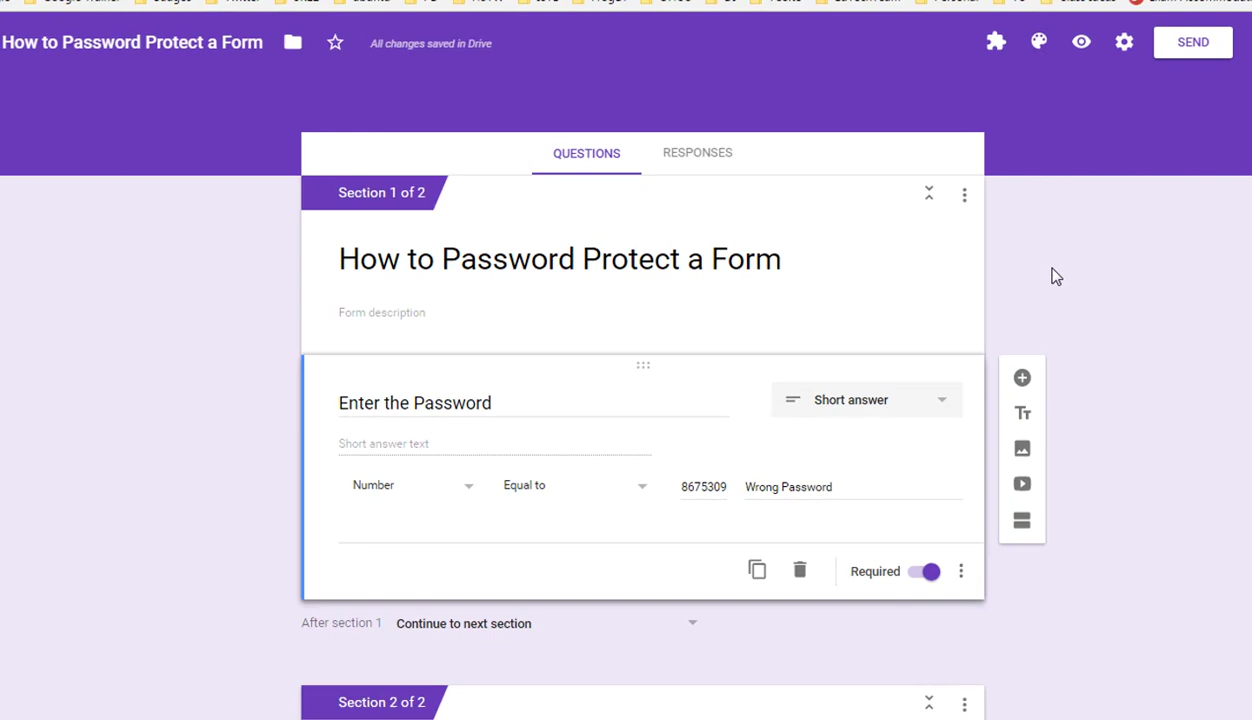 How to Password Protect a Form
All changes saved in Drive
SEND
QUESTIONS RESPONSES
Section 1 of 2
How to Password Protect a Form
Form description
Enter the Password
Short answer
Short answer text
Number Equal to 8675309 Wrong Password
Required
After section 1 Continue to next section
Section 2 of 2